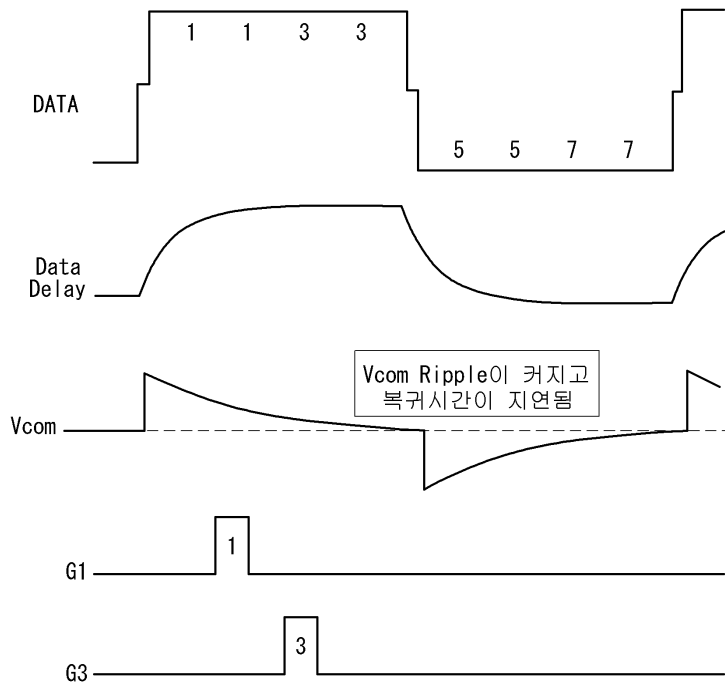 1 1 3 3
DATA
5 5 7 7
Data
Delay
Vcom Ripple이 커지고
복귀시간이 지연됨
Vcom
1
G1
3
G3